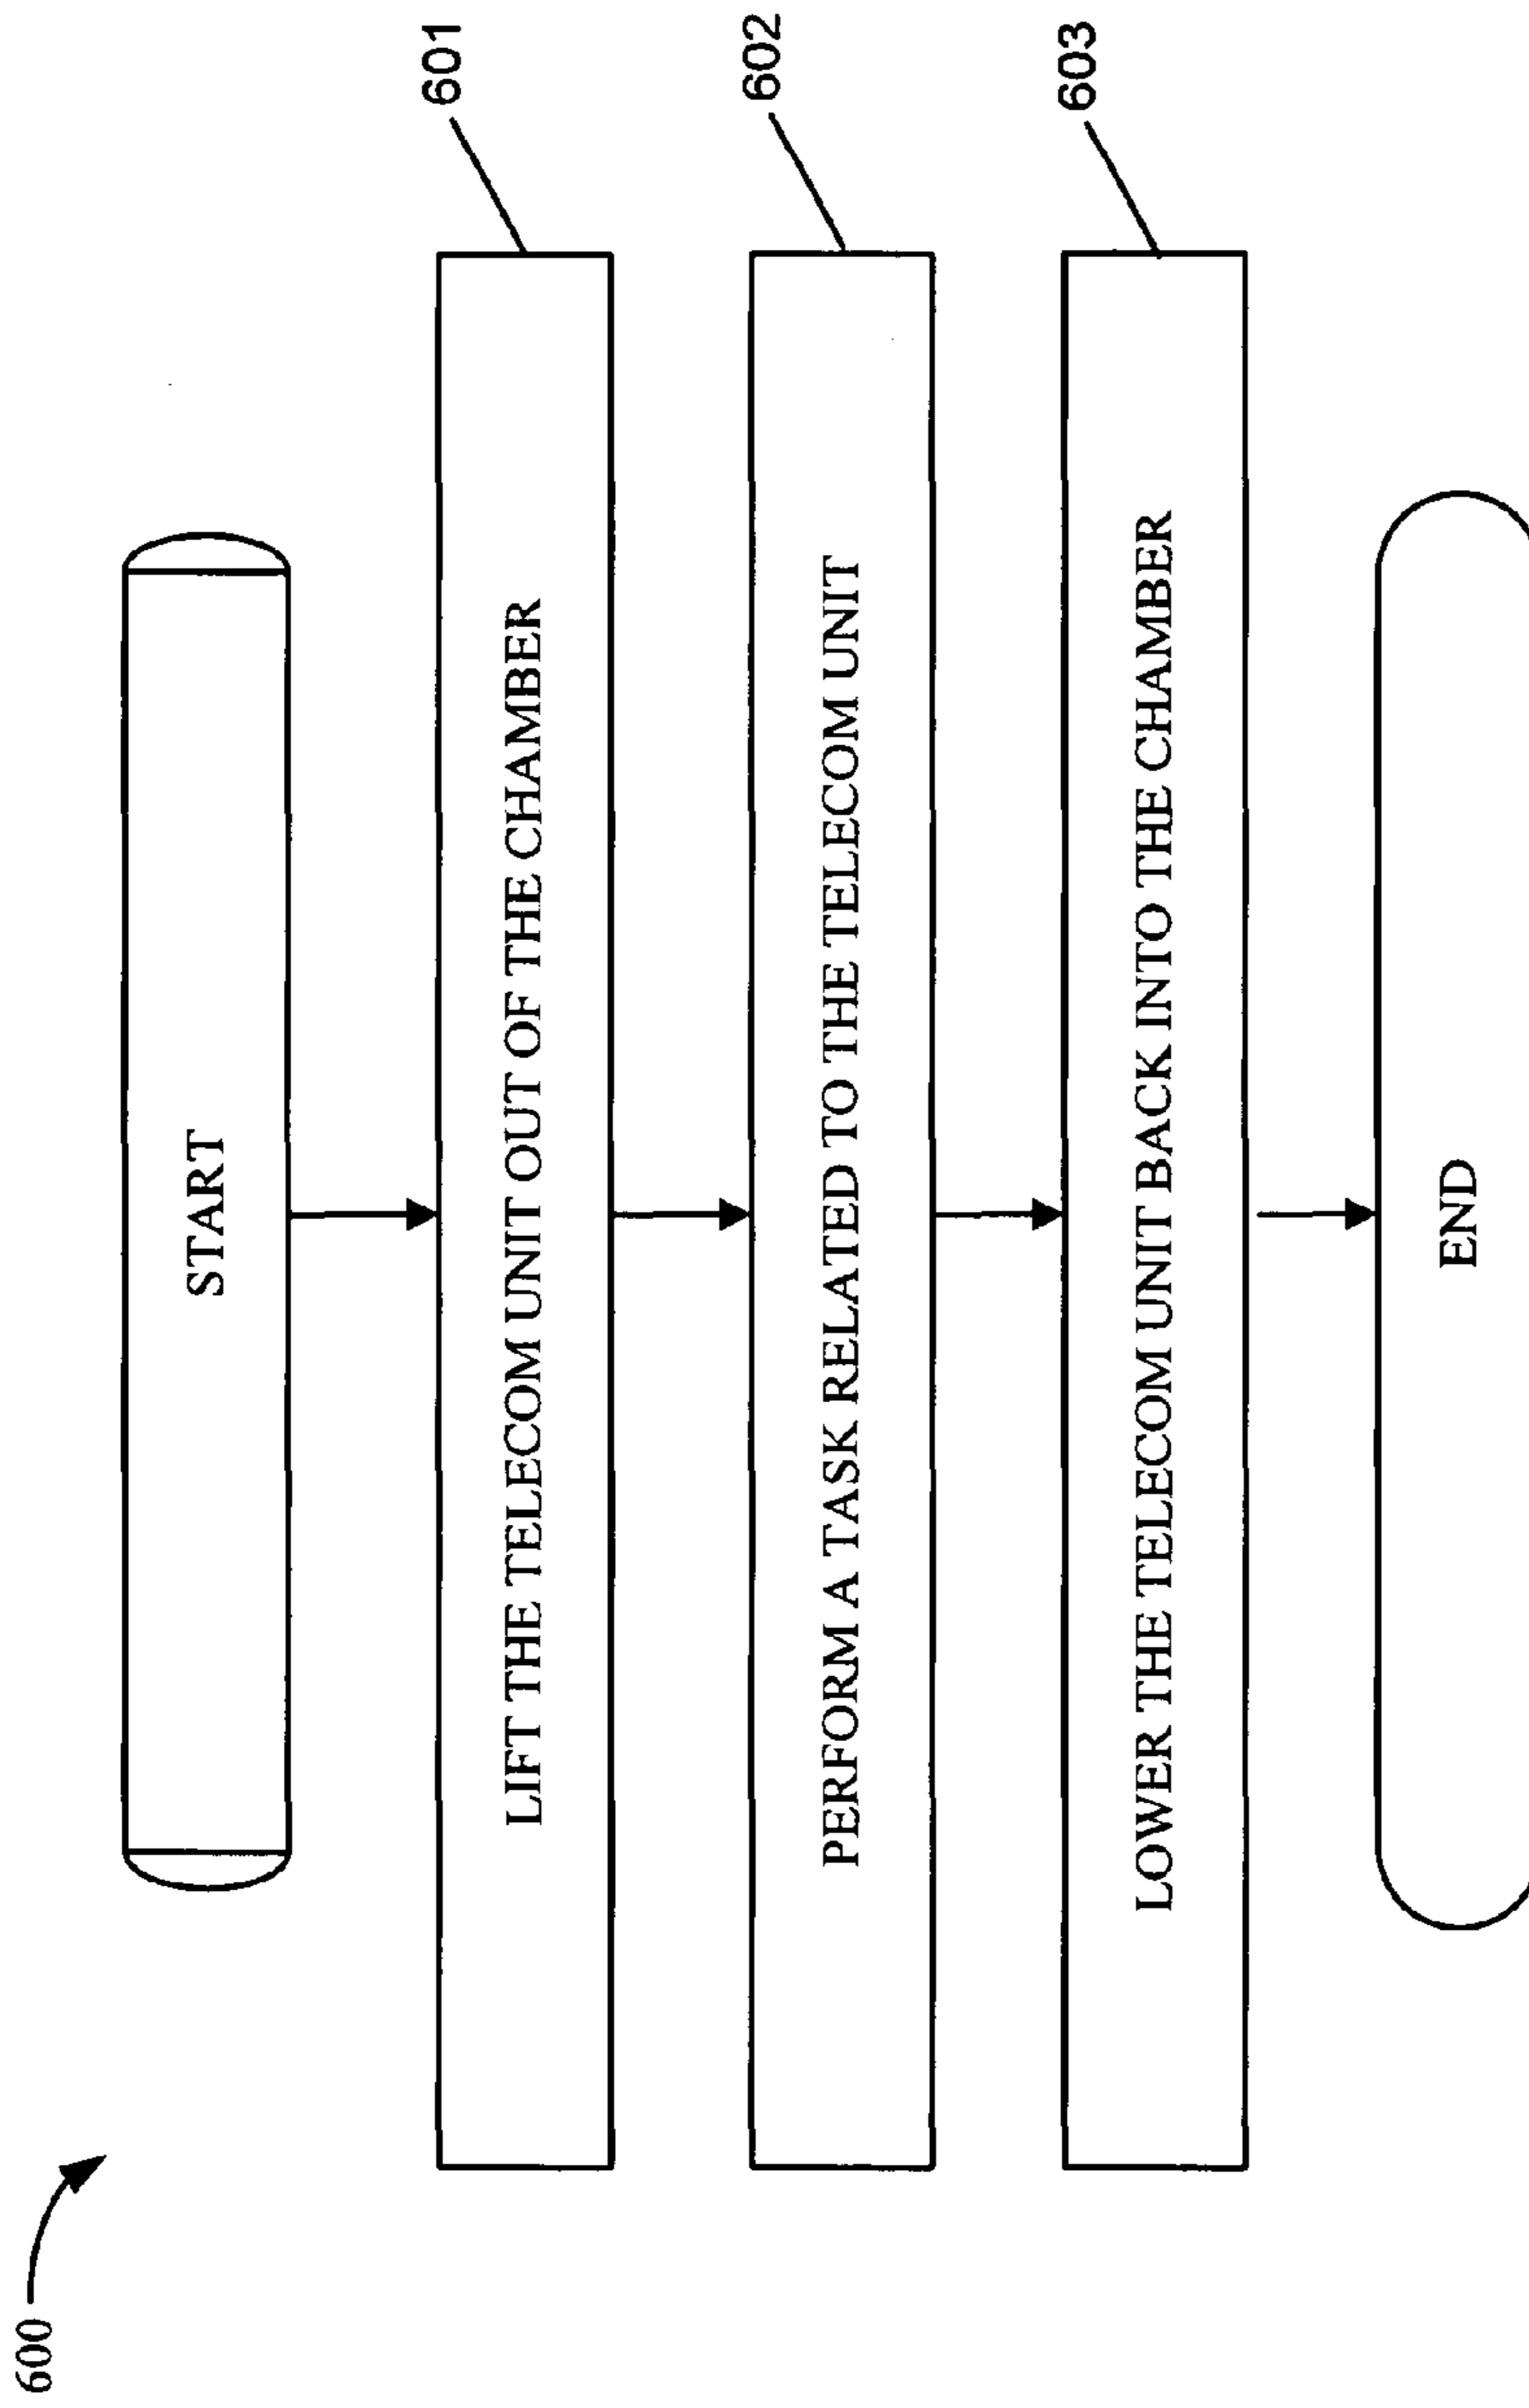 600
START
LIFT THE TELECOM UNIT OUT OF THE CHAMBER
601
PERFORM A TASK RELATED TO THE TELECOM UNIT
602
LOWER THE TELECOM UNIT BACK INTO THE CHAMBER
603
END